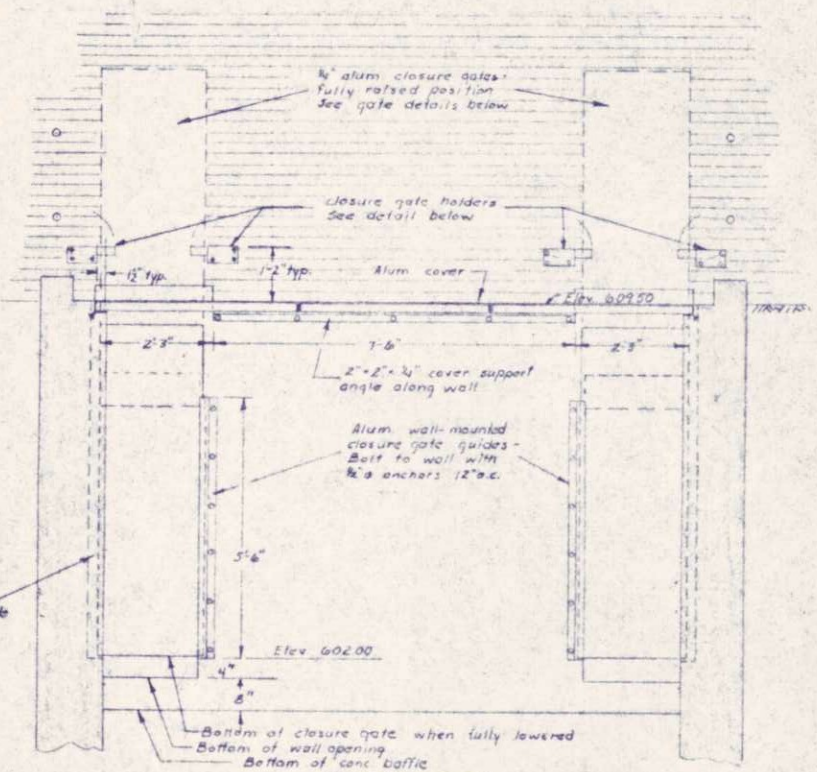 ¼" alum closure gates-
fully raised position
See gate details below
closure gate holders
See detail below
1½" typ.
1'-2" typ.
Alum cover
Elev. 609.50
2'-3"
7'-6"
2'-3"
2" × 2" × ¼" cover support
angle along wall
Alum. wall-mounted
closure gate guides -
Bolt to wall with
½" ø anchors 12" o.c.
5'-6"
Elev 602.00
4"
8"
Bottom of closure gate when fully lowered
Bottom of wall opening
Bottom of conc baffle